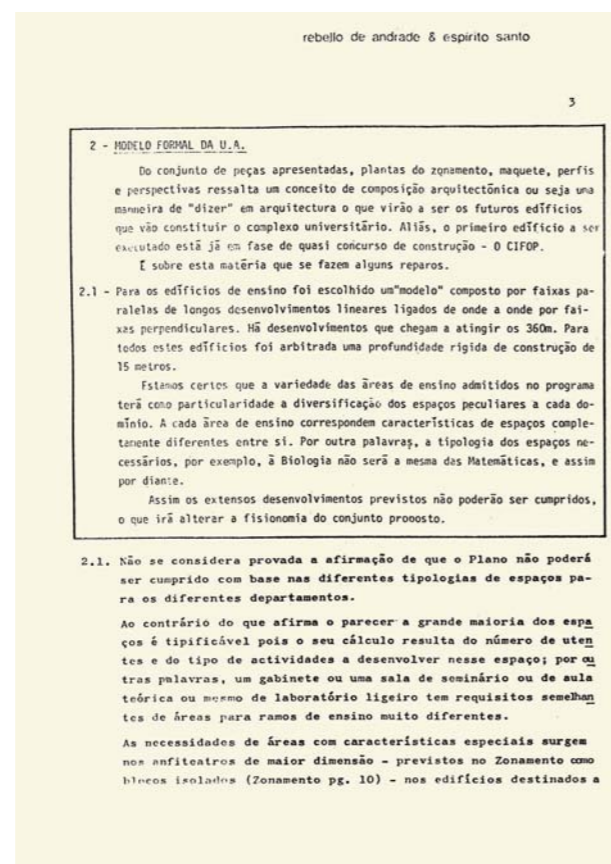 rebello de andrade & espirito santo
3
2 - MODELO FORMAL DA U.A.
Do conjunto de peças apresentadas, plantas do zonamento, maquete, perfis
e perspectivas ressalta um conceito de composição arquitectônica ou seja uma
manneira de "dizer" em arquitectura o que virão a ser os futuros edifícios
que vão constituir o complexo universitário. Aliás, o primeiro edifício a ser
executado está já em fase de quasi concurso de construção - O CIFOP.
É sobre esta matéria que se fazem alguns reparos.
2.1 - Para os edifícios de ensino foi escolhido um"modelo" composto por faixas pa-
ralelas de longos desenvolvimentos lineares ligados de onde a onde por fai-
xas perpendiculares. Há desenvolvimentos que chegam a atingir os 360m. Para
todos estes edifícios foi arbitrada uma profundidade rigida de construção de
15 metros.
Estamos certos que a variedade das áreas de ensino admitidos no programa
terá como particularidade a diversificação dos espaços peculiares a cada do-
mínio. A cada área de ensino correspondem características de espaços comple-
tamente diferentes entre si. Por outra palavras, a tipologia dos espaços ne-
cessários, por exemplo, à Biologia não será a mesma das Matemáticas, e assim
por diante.
Assim os extensos desenvolvimentos previstos não poderão ser cumpridos,
o que irá alterar a fisionomia do conjunto proposto.
2.1. Não se considera provada a afirmação de que o Plano não poderá
ser cumprido com base nas diferentes tipologias de espaços pa-
ra os diferentes departamentos.
Ao contrário do que afirma o parecer a grande maioria dos espa
ços é tipificável pois o seu cálculo resulta do número de uten
tes e do tipo de actividades a desenvolver nesse espaço; por ou
tras palavras, um gabinete ou uma sala de seminário ou de aula
teórica ou mesmo de laboratório ligeiro tem requisitos semelhan
tes de áreas para ramos de ensino muito diferentes.
As necessidades de áreas com características especiais surgem
nos anfiteatros de maior dimensão - previstos no Zonamento como
blocos isolados (Zonamento pg. 10) - nos edifícios destinados a